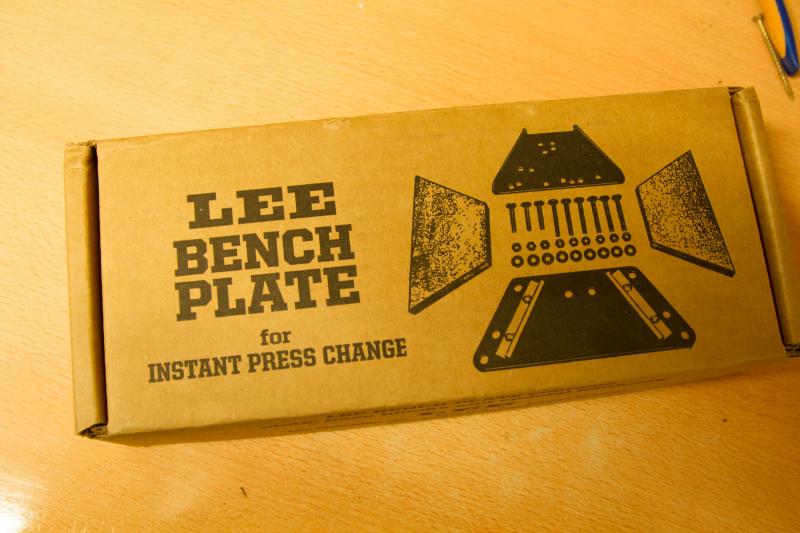 LEE
BENCH
PLATE
for
INSTANT PRESS CHANGE